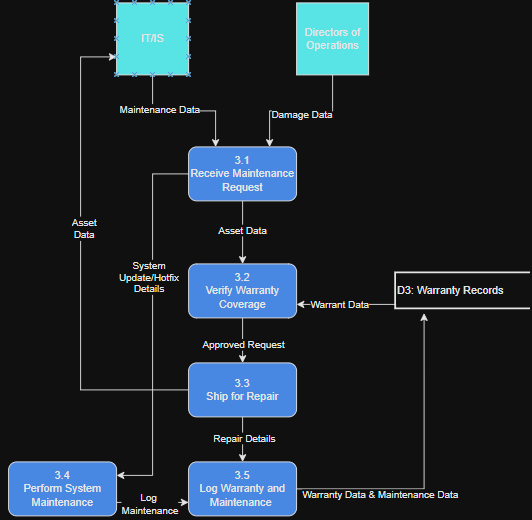 IT/IS
Directors of
Operations
Maintenance Data
Damage Data
3.1
Receive Maintenance
Request
Asset
Data
Asset Data
System
Update/Hotfix
Details
3.2
Verify Warranty
Coverage
Warrant Data
D3: Warranty Records
Approved Request
3.3
Ship for Repair
Repair Details
3.4
Perform System
Maintenance
Log
Maintenance
3.5
Log Warranty and
Maintenance
Warranty Data & Maintenance Data